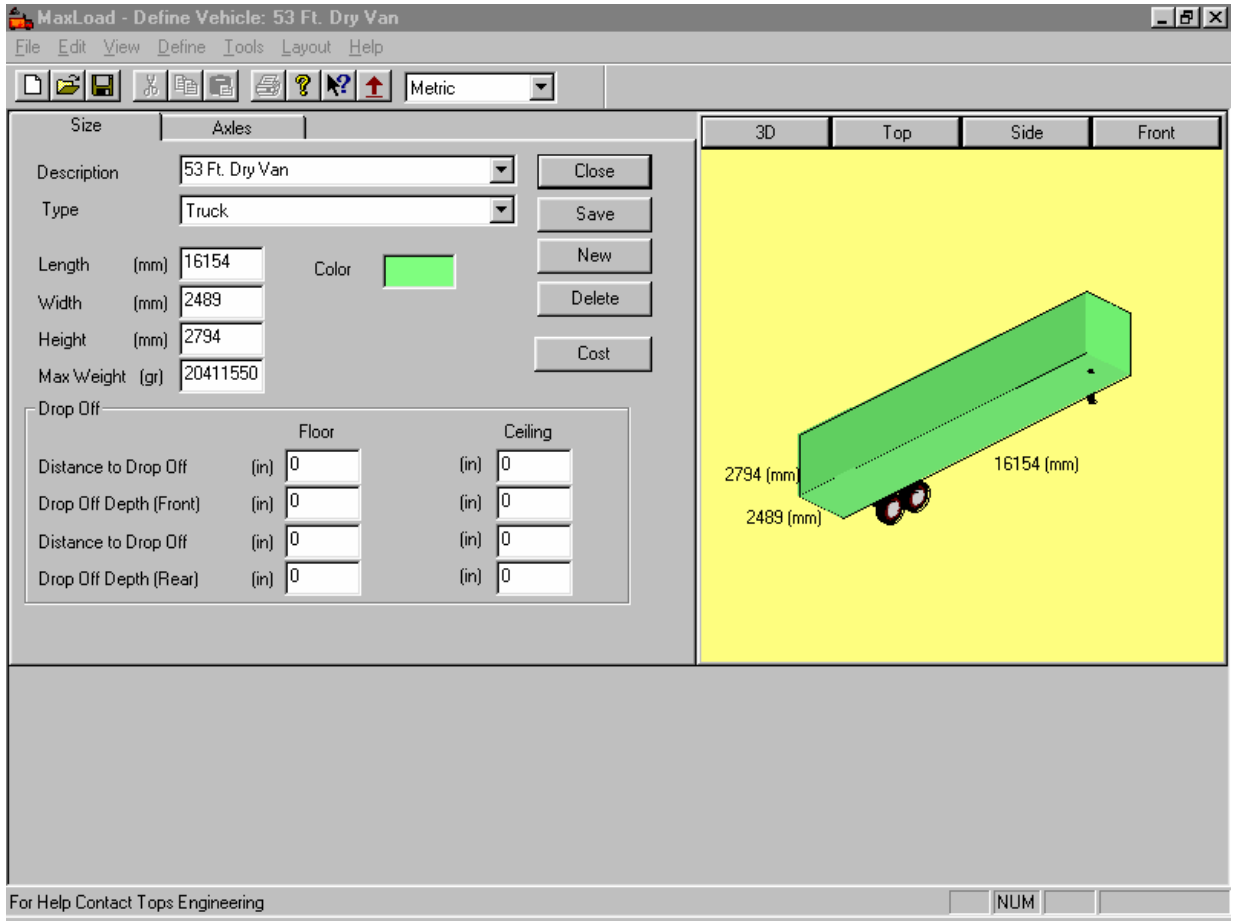 MaxLoad - Define Vehicle: 53 Ft. Dry Van
File Edit View Define Tools Layout Help
Metric
Size Axles
3D Top Side Front
Description 53 Ft. Dry Van Close
Type Truck Save
Length (mm) 16154 Color New
Width (mm) 2489 Delete
Height (mm) 2794 Cost
Max Weight (gr) 20411550
Drop Off
Floor Ceiling
Distance to Drop Off (in) 0 (in) 0
Drop Off Depth (Front) (in) 0 (in) 0
Distance to Drop Off (in) 0 (in) 0
Drop Off Depth (Rear) (in) 0 (in) 0
2794 (mm) 16154 (mm)
2489 (mm)
For Help Contact Tops Engineering NUM